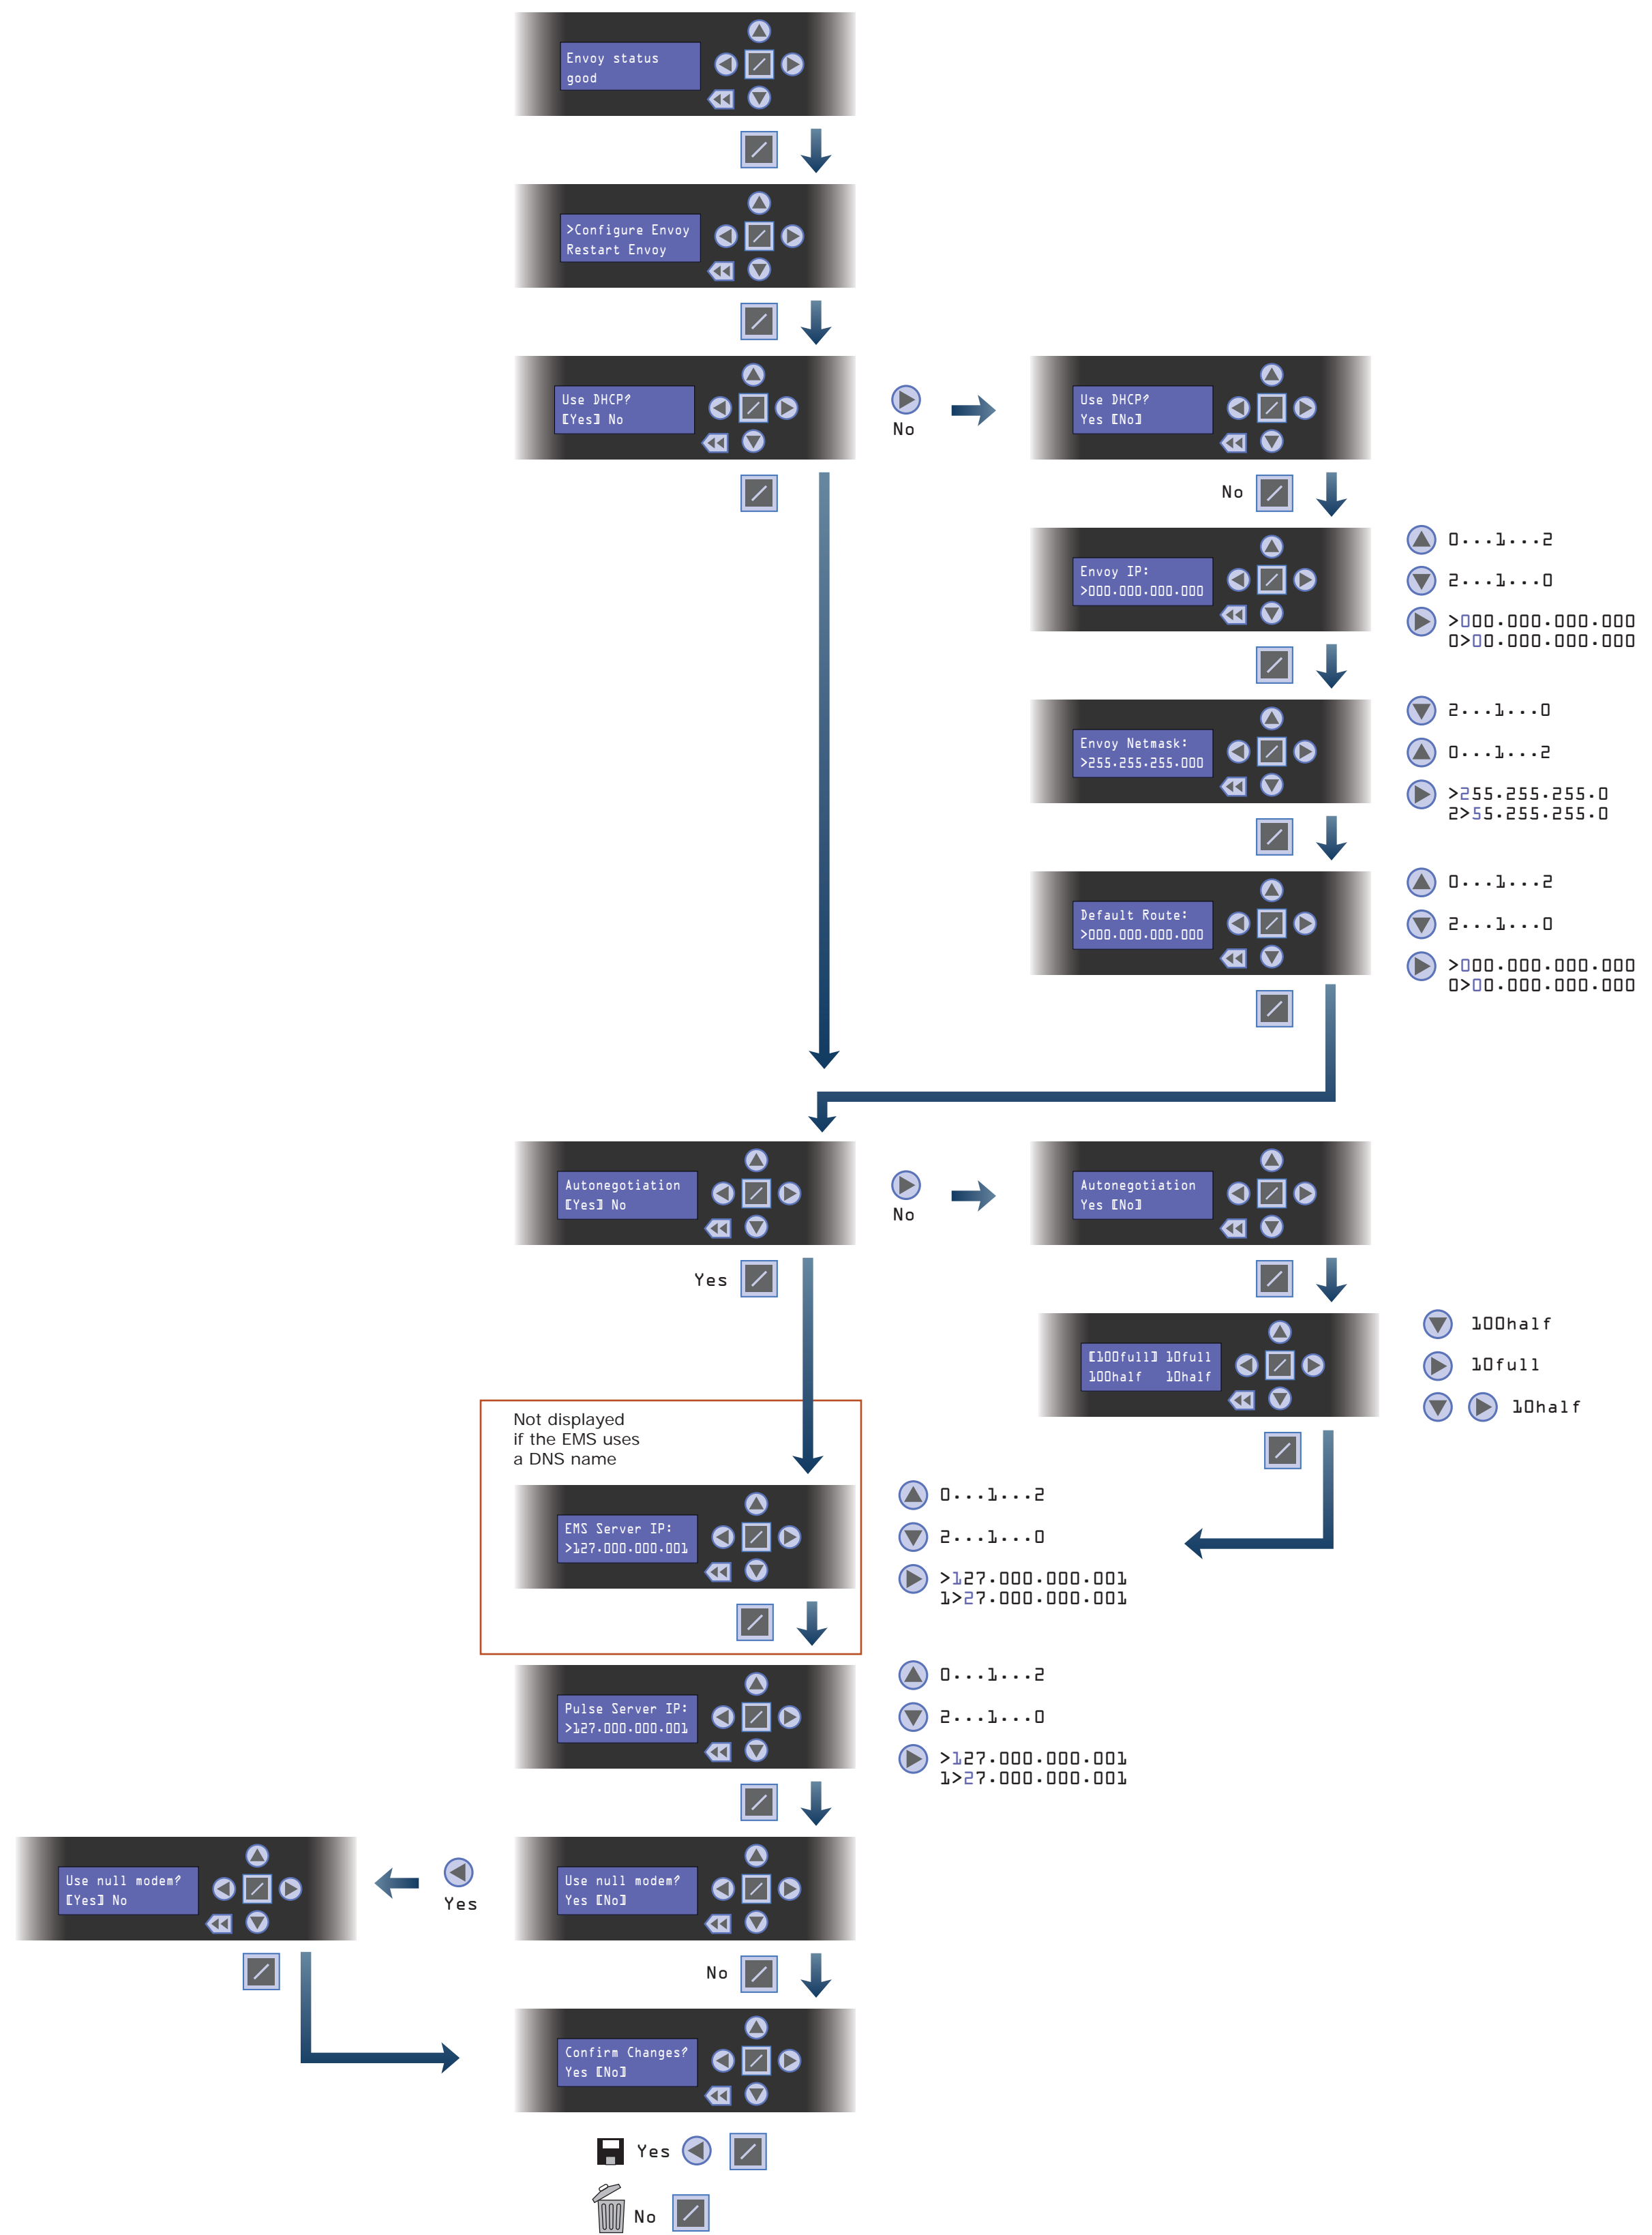 Envoy status
good
>Configure Envoy
Restart Envoy
Use DHCP?
[Yes] No
No
Use DHCP?
Yes [No]
No
Envoy IP:
>000.000.000.000
0...1...2
2...1...0
>000.000.000.000
0>00.000.000.000
Envoy Netmask:
>255.255.255.000
2...1...0
0...1...2
>255.255.255.0
2>55.255.255.0
Default Route:
>000.000.000.000
0...1...2
2...1...0
>000.000.000.000
0>00.000.000.000
Autonegotiation
[Yes] No
No
Autonegotiation
Yes [No]
Yes
[100full] 10full
100half 10half
100half
10full
10half
Not displayed
if the EMS uses
a DNS name
EMS Server IP:
>127.000.000.001
0...1...2
2...1...0
>127.000.000.001
1>27.000.000.001
Pulse Server IP:
>127.000.000.001
0...1...2
2...1...0
>127.000.000.001
1>27.000.000.001
Use null modem?
[Yes] No
Yes
Use null modem?
Yes [No]
No
Confirm Changes?
Yes [No]
Yes
No